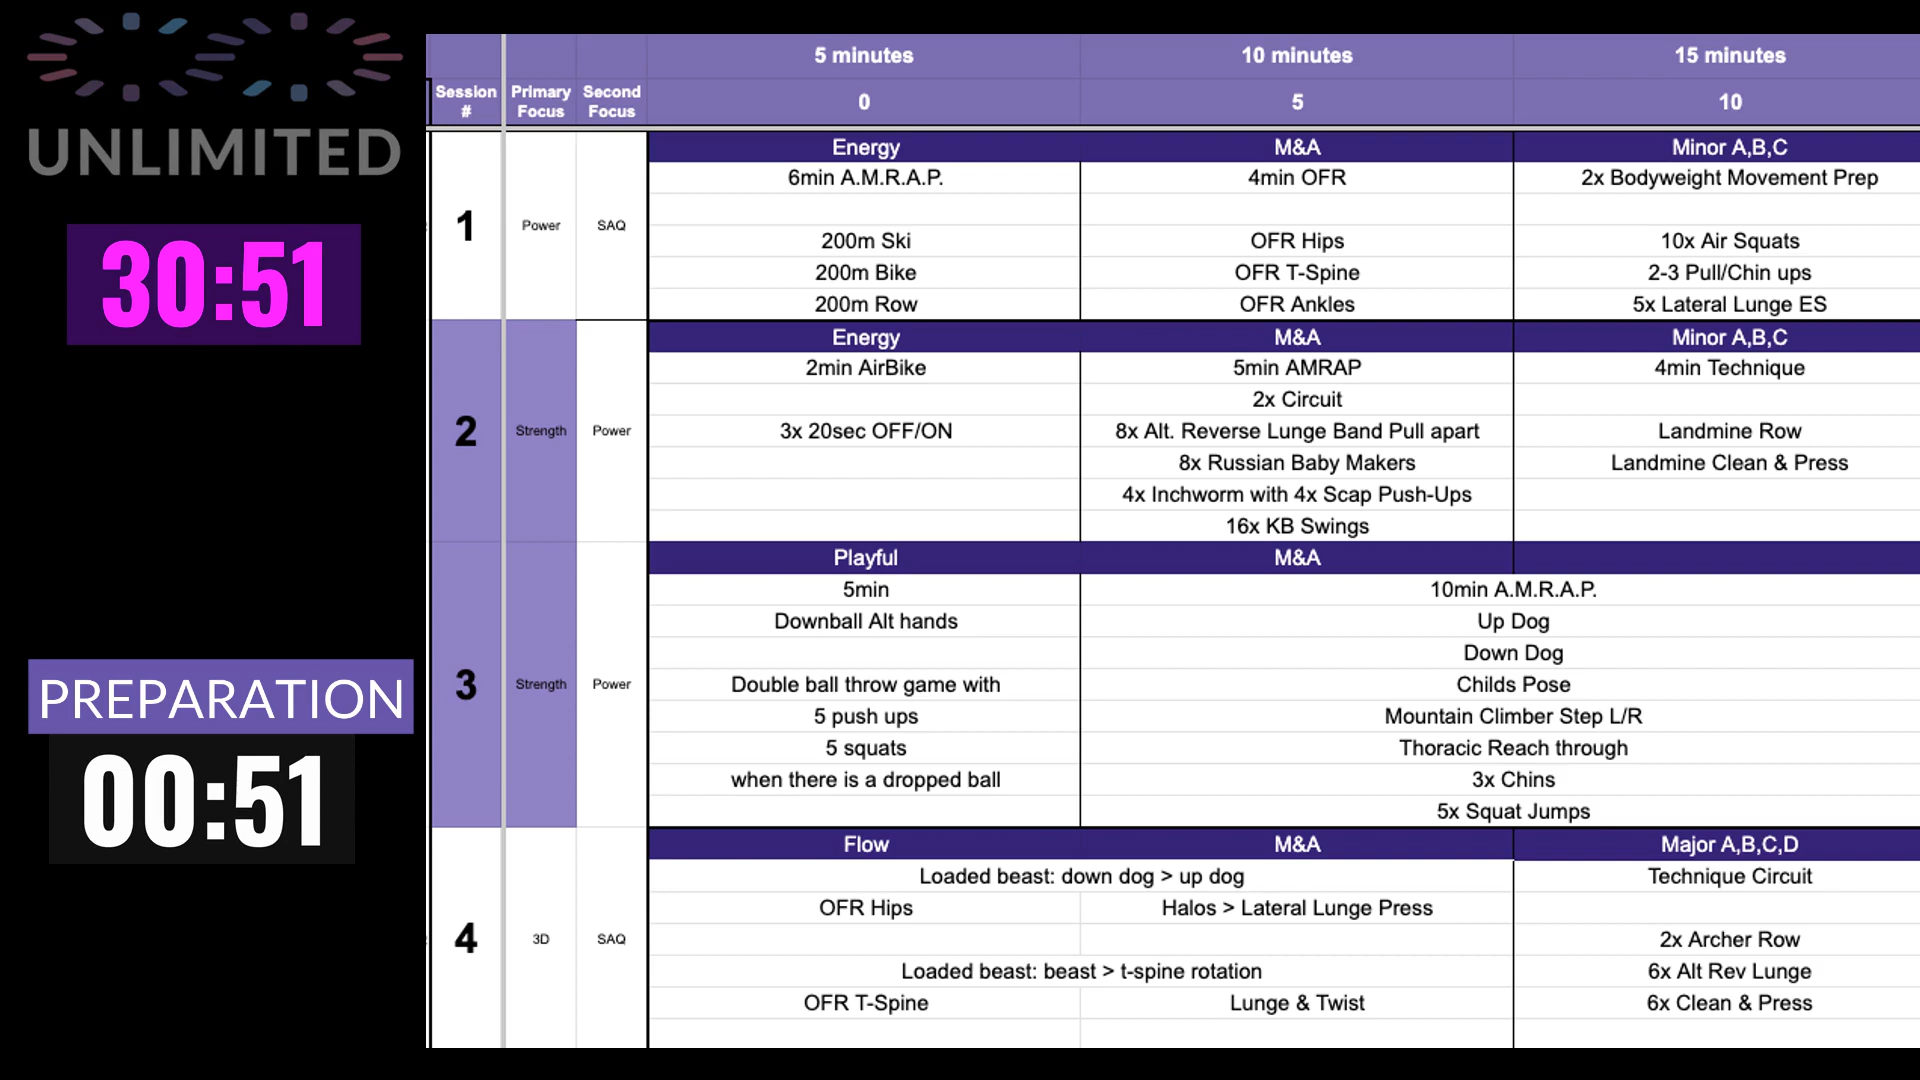 UNLIMITED
30:51
PREPARATION
00:51
5 minutes 10 minutes 15 minutes
Session # Primary Focus Second Focus 0 5 10
1 Power SAQ
Energy M&A Minor A,B,C
6min A.M.R.A.P. 4min OFR 2x Bodyweight Movement Prep
200m Ski OFR Hips 10x Air Squats
200m Bike OFR T-Spine 2-3 Pull/Chin ups
200m Row OFR Ankles 5x Lateral Lunge ES
2 Strength Power
Energy M&A Minor A,B,C
2min AirBike 5min AMRAP 4min Technique
2x Circuit
3x 20sec OFF/ON 8x Alt. Reverse Lunge Band Pull apart Landmine Row
8x Russian Baby Makers Landmine Clean & Press
4x Inchworm with 4x Scap Push-Ups
16x KB Swings
3 Strength Power
Playful M&A
5min 10min A.M.R.A.P.
Downball Alt hands Up Dog
Down Dog
Double ball throw game with Childs Pose
5 push ups Mountain Climber Step L/R
5 squats Thoracic Reach through
when there is a dropped ball 3x Chins
5x Squat Jumps
4 3D SAQ
Flow M&A Major A,B,C,D
Loaded beast: down dog > up dog Technique Circuit
OFR Hips Halos > Lateral Lunge Press
2x Archer Row
Loaded beast: beast > t-spine rotation 6x Alt Rev Lunge
OFR T-Spine Lunge & Twist 6x Clean & Press